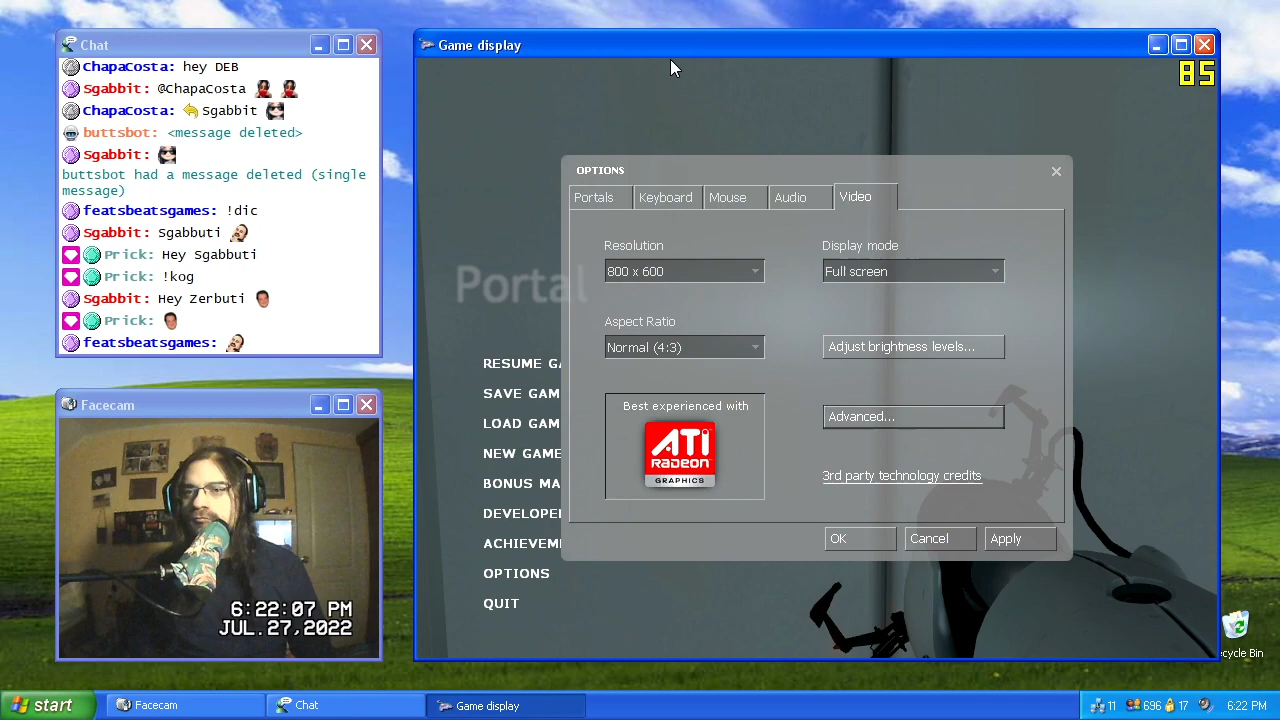 Chat
ChapaCosta: hey DEB
Sgabbit: @ChapaCosta
ChapaCosta: Sgabbit
buttsbot: <message deleted>
Sgabbit:
buttsbot had a message deleted (single
message)
featsbeatsgames: !dic
Sgabbit: Sgabbuti
Prick: Hey Sgabbuti
Prick: !kog
Sgabbit: Hey Zerbuti
Prick:
featsbeatsgames:
Facecam
6:22:07 PM
JUL.27,2022
Game display
85
Portal
RESUME GA
SAVE GAM
LOAD GAM
NEW GAME
BONUS MA
DEVELOPE
ACHIEVEM
OPTIONS
QUIT
OPTIONS
Portals Keyboard Mouse Audio Video
Resolution
800 x 600
Display mode
Full screen
Aspect Ratio
Normal (4:3)
Adjust brightness levels...
Best experienced with
ATI
RADEON
GRAPHICS
Advanced...
3rd party technology credits
OK Cancel Apply
ecycle Bin
start Facecam Chat Game display 11 696 17 6:22 PM